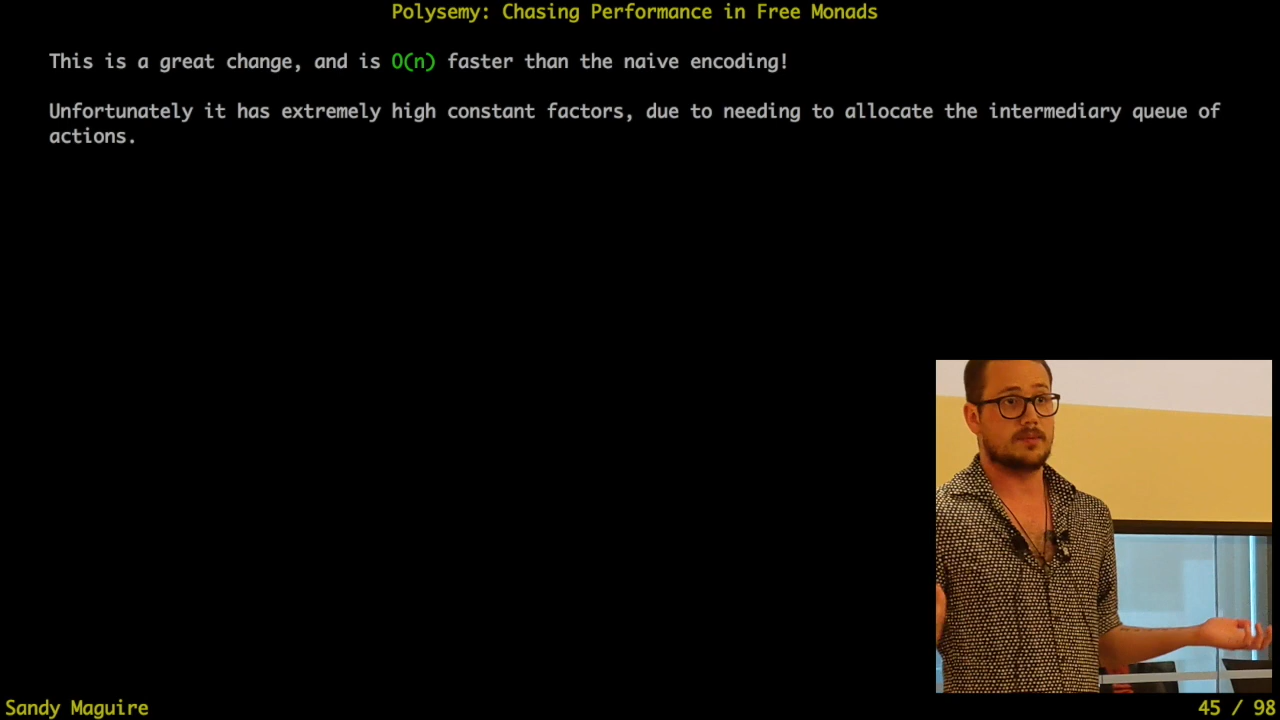 Polysemy: Chasing Performance in Free Monads
This is a great change, and is O(n) faster than the naive encoding!
Unfortunately it has extremely high constant factors, due to needing to allocate the intermediary queue of
actions.
Sandy Maguire
45 / 98